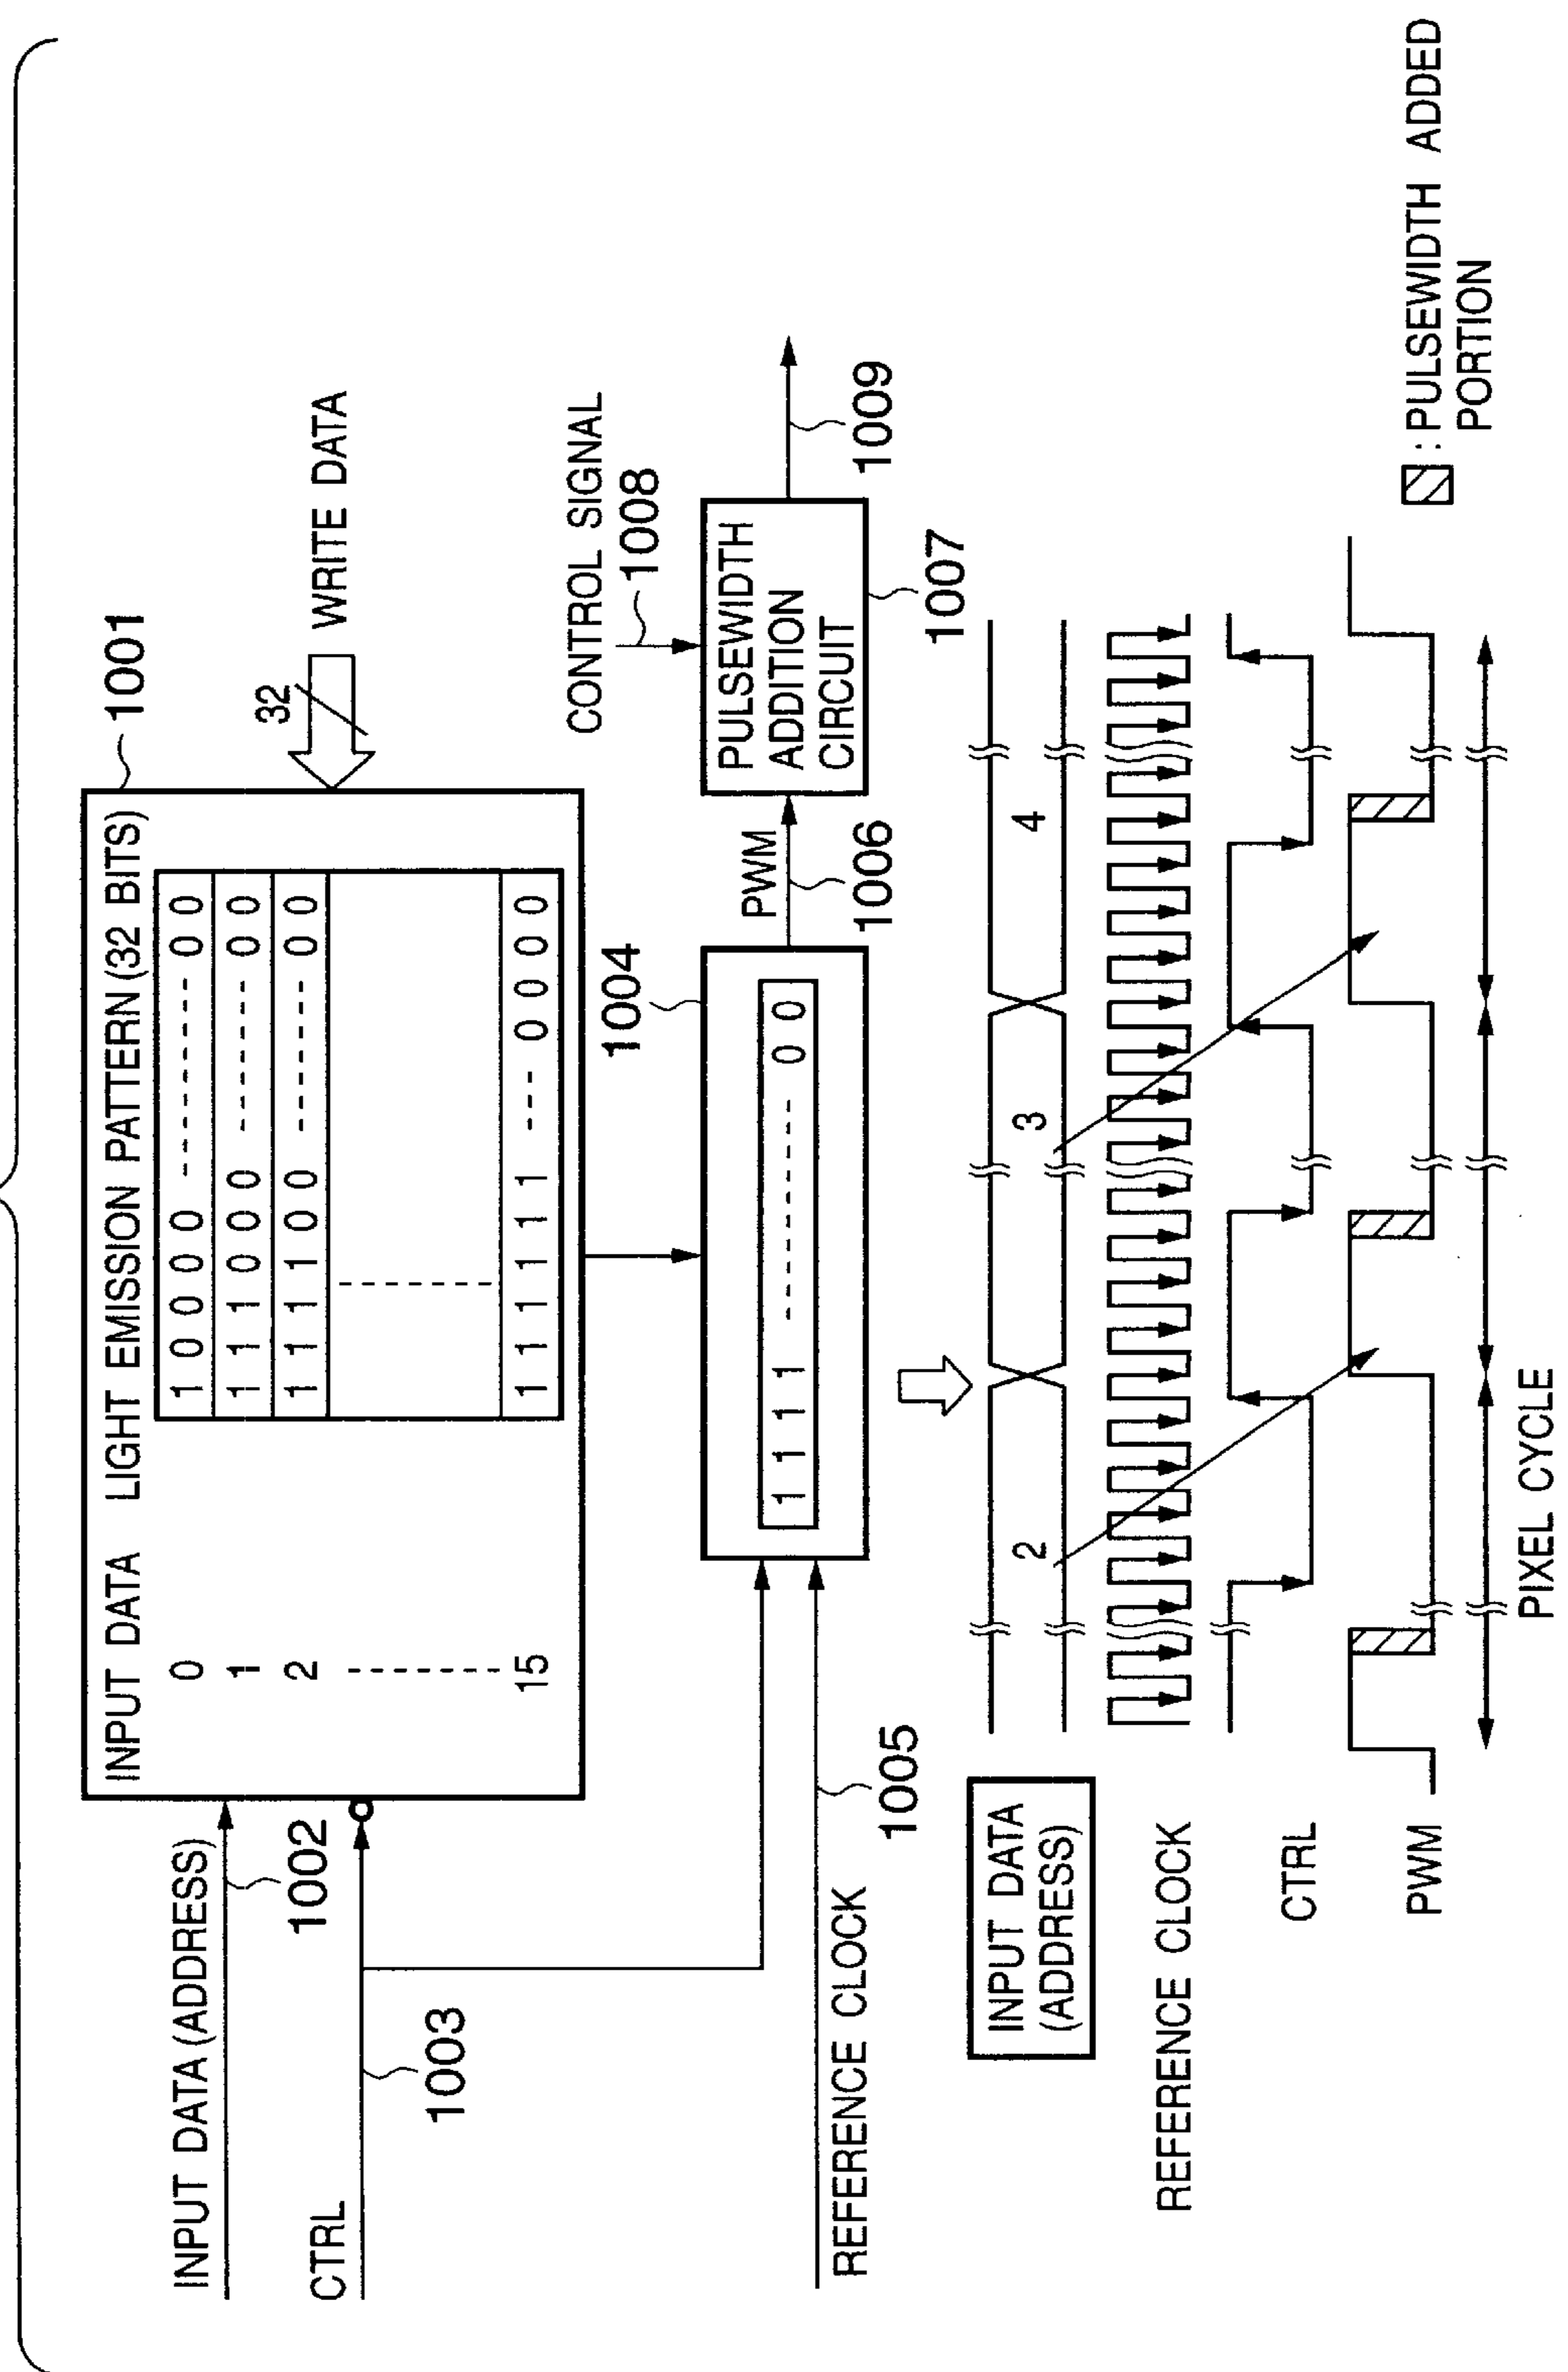 INPUT DATA (ADDRESS)
1002
CTRL
1003
INPUT DATA LIGHT EMISSION PATTERN (32 BITS)
1001
0 1 0 0 0 0 -------- 0 0
1 1 1 1 0 0 0 ------ 0 0
2 1 1 1 1 0 0 ------ 0 0
15 1 1 1 1 1 1 --- 0 0 0 0
32
WRITE DATA
1004
1 1 1 1 -------- 0 0
REFERENCE CLOCK
1005
PWM
1006
CONTROL SIGNAL
1008
PULSEWIDTH
ADDITION
CIRCUIT
1007
1009
INPUT DATA
(ADDRESS)
2 3 4
REFERENCE CLOCK
CTRL
PWM
PIXEL CYCLE
: PULSEWIDTH ADDED
PORTION